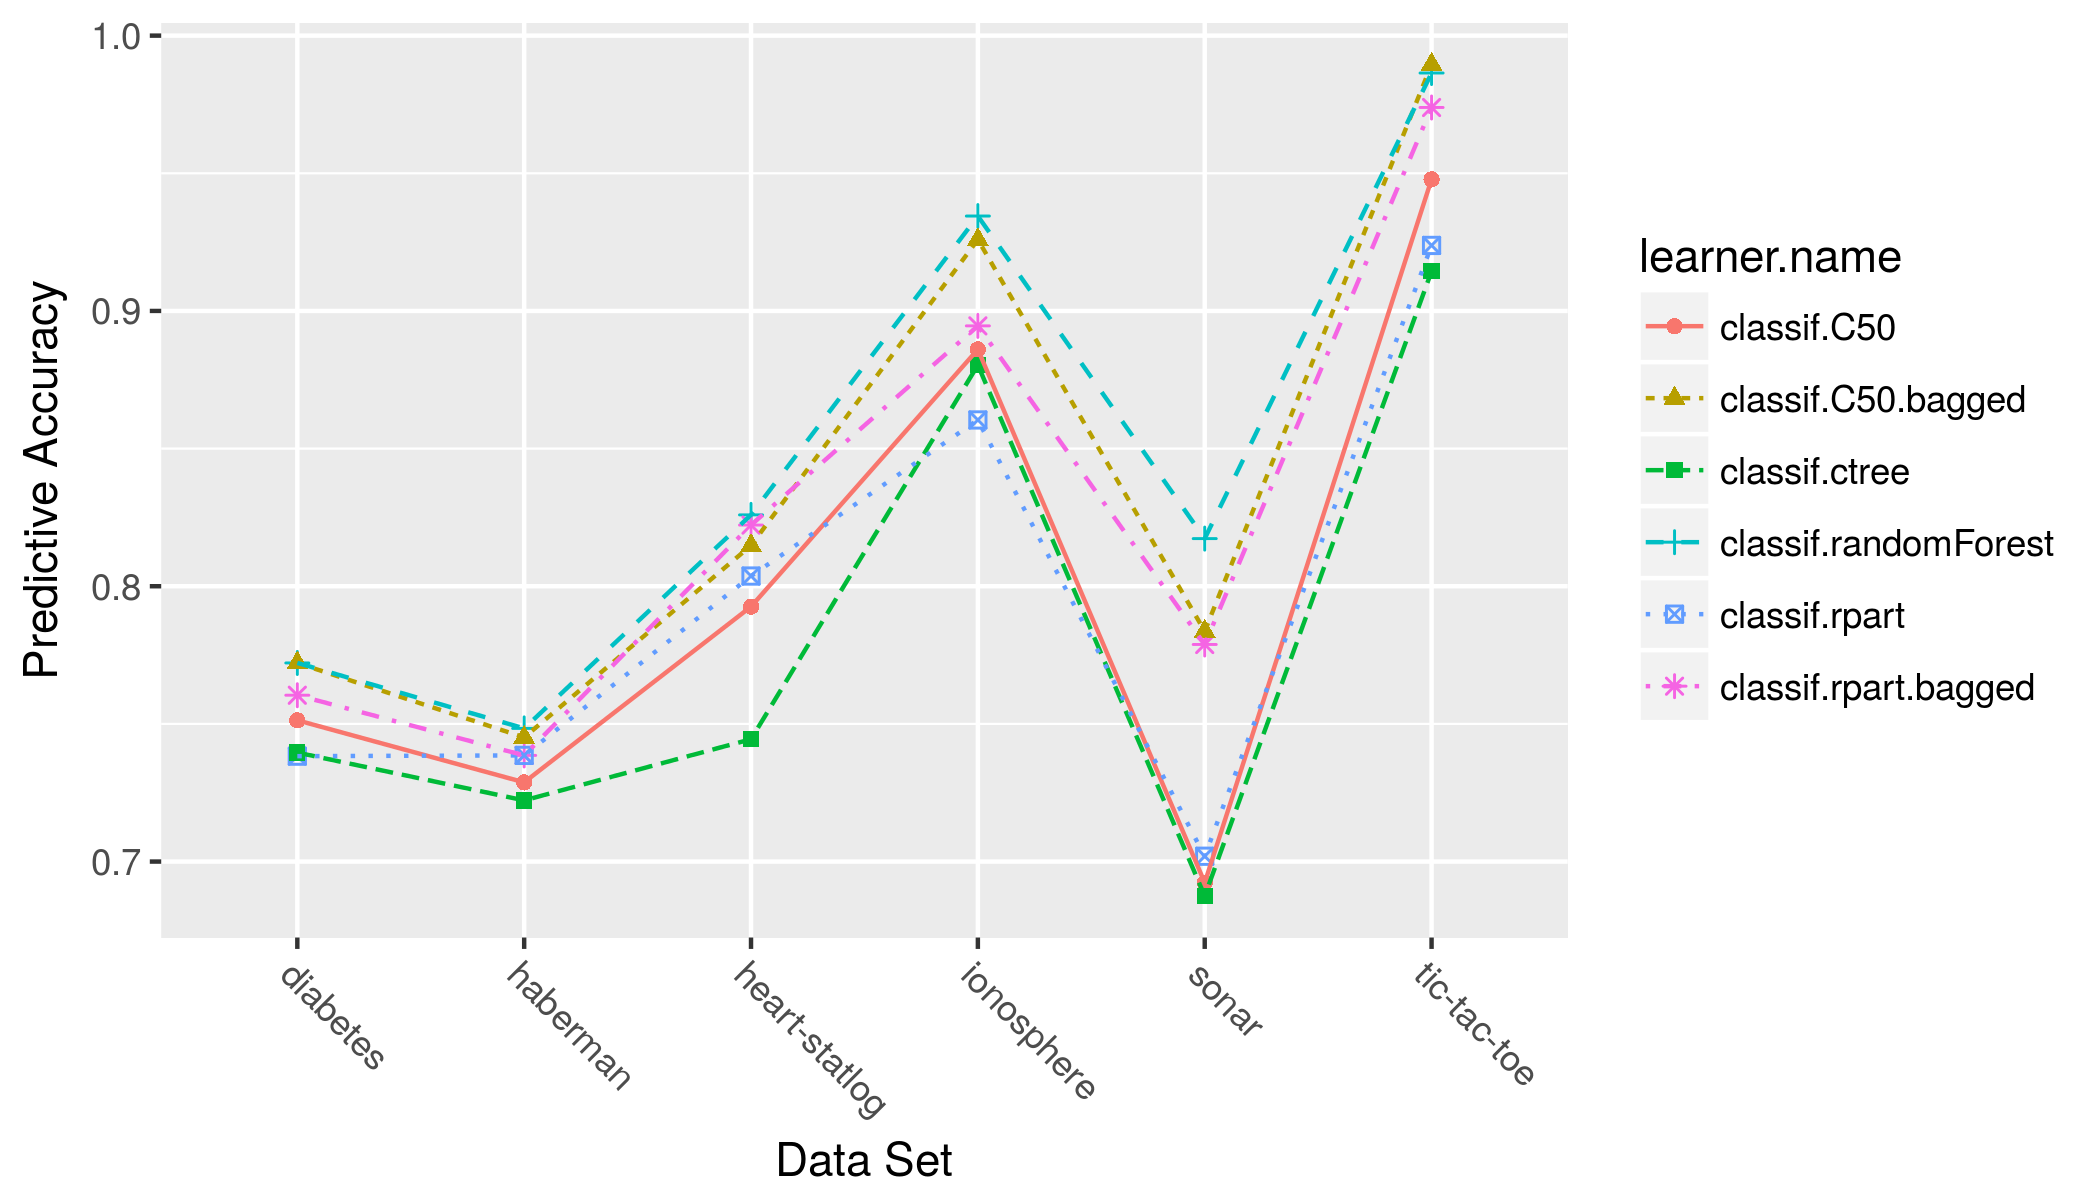 Predictive Accuracy
1.0
0.9
0.8
0.7
diabetes
haberman
heart-statlog
ionosphere
sonar
tic-tac-toe
Data Set
learner.name
classif.C50
classif.C50.bagged
classif.ctree
classif.randomForest
classif.rpart
classif.rpart.bagged